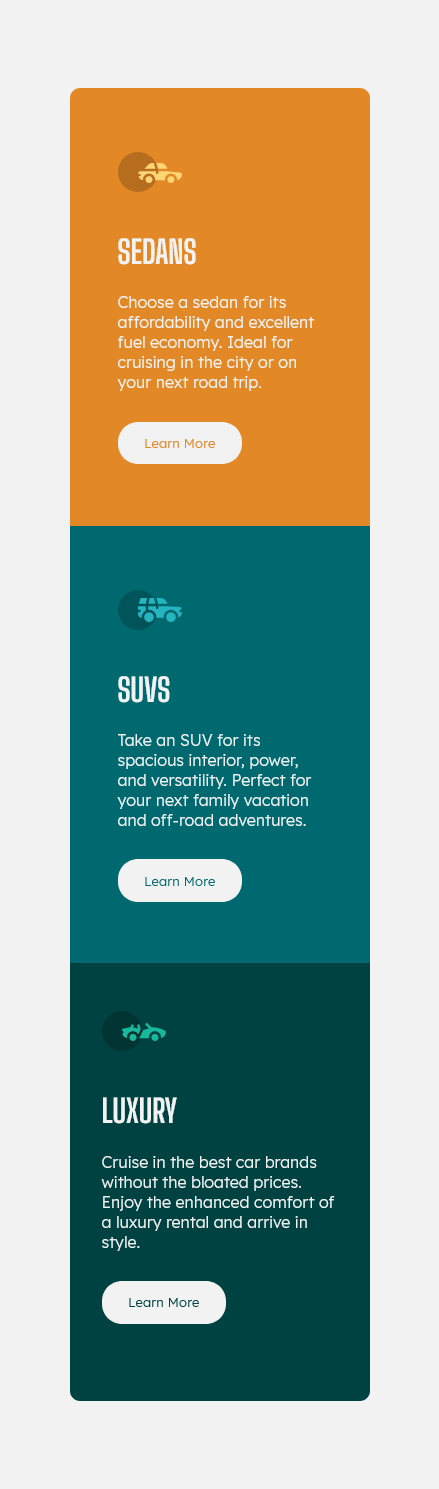 SEDANS
Choose a sedan for its
affordability and excellent
fuel economy. Ideal for
cruising in the city or on
your next road trip.
Learn More
SUVS
Take an SUV for its
spacious interior, power,
and versatility. Perfect for
your next family vacation
and off-road adventures.
Learn More
LUXURY
Cruise in the best car brands
without the bloated prices.
Enjoy the enhanced comfort of
a luxury rental and arrive in
style.
Learn More